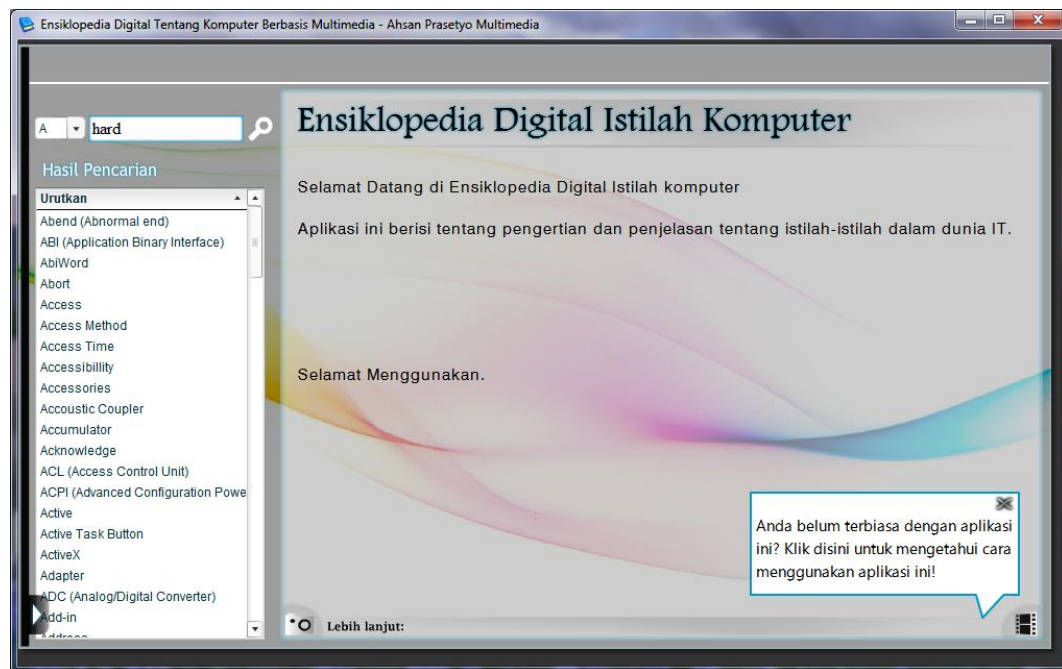 Ensiklopedia Digital Tentang Komputer Berbasis Multimedia - Ahsan Prasetyo Multimedia
A
hard
Hasil Pencarian
Urutkan
Abend (Abnormal end)
ABI (Application Binary Interface)
AbiWord
Abort
Access
Access Method
Access Time
Accessibillity
Accessories
Accoustic Coupler
Accumulator
Acknowledge
ACL (Access Control Unit)
ACPI (Advanced Configuration Powe
Active
Active Task Button
ActiveX
Adapter
ADC (Analog/Digital Converter)
Add-in
Address
Ensiklopedia Digital Istilah Komputer
Selamat Datang di Ensiklopedia Digital Istilah komputer
Aplikasi ini berisi tentang pengertian dan penjelasan tentang istilah-istilah dalam dunia IT.
Selamat Menggunakan.
Anda belum terbiasa dengan aplikasi
ini? Klik disini untuk mengetahui cara
menggunakan aplikasi ini!
Lebih lanjut: